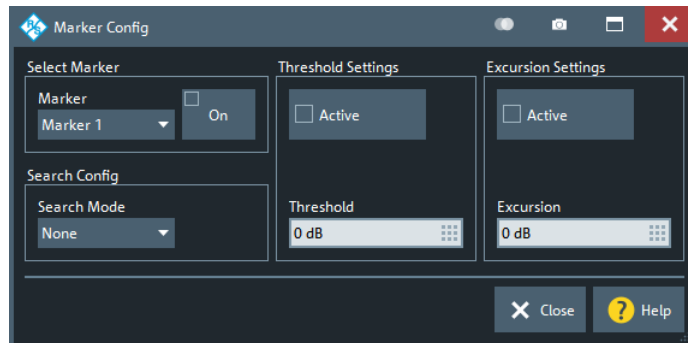 R&S
Marker Config
Select Marker
Marker
Marker 1
On
Search Config
Search Mode
None
Threshold Settings
Active
Threshold
0 dB
Excursion Settings
Active
Excursion
0 dB
Close
? Help